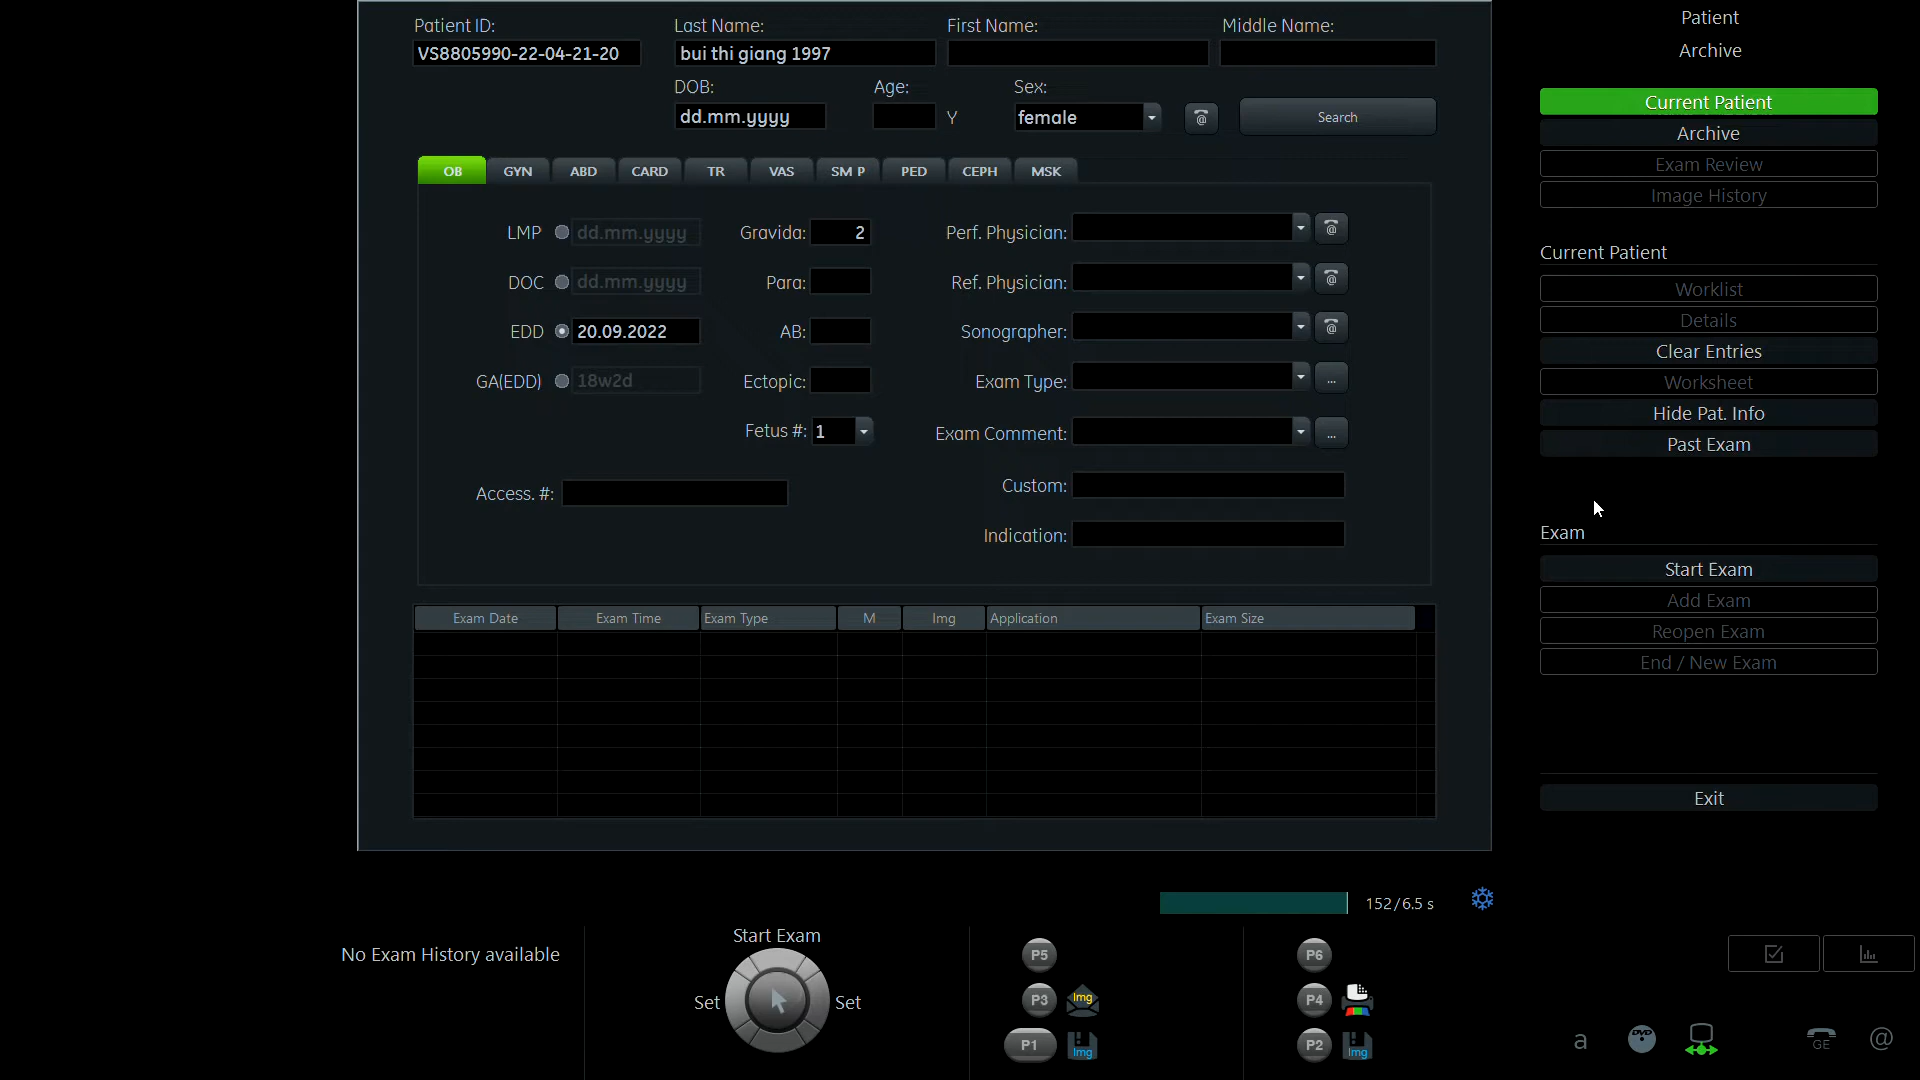 Patient ID: Last Name: First Name: Middle Name:
VS8805990-22-04-21-20 bui thi giang 1997
DOB: Age: Sex:
dd.mm.yyyy Y female @ Search
OB GYN ABD CARD TR VAS SM P PED CEPH MSK
LMP dd.mm.yyyy Gravida: 2 Perf. Physician: @
DOC dd.mm.yyyy Para: Ref. Physician: @
EDD 20.09.2022 AB: Sonographer: @
GA(EDD) 18w2d Ectopic: Exam Type: ...
Fetus #: 1 Exam Comment: ...
Access. #: Custom:
Indication:
Exam Date Exam Time Exam Type M Img Application Exam Size
152/6.5 s
No Exam History available
Start Exam
Set Set
P5 P6
P3 Img P4
P1 Img P2 Img
Patient
Archive
Current Patient
Archive
Exam Review
Image History
Current Patient
Worklist
Details
Clear Entries
Worksheet
Hide Pat. Info
Past Exam
Exam
Start Exam
Add Exam
Reopen Exam
End / New Exam
Exit
a DVD GE @